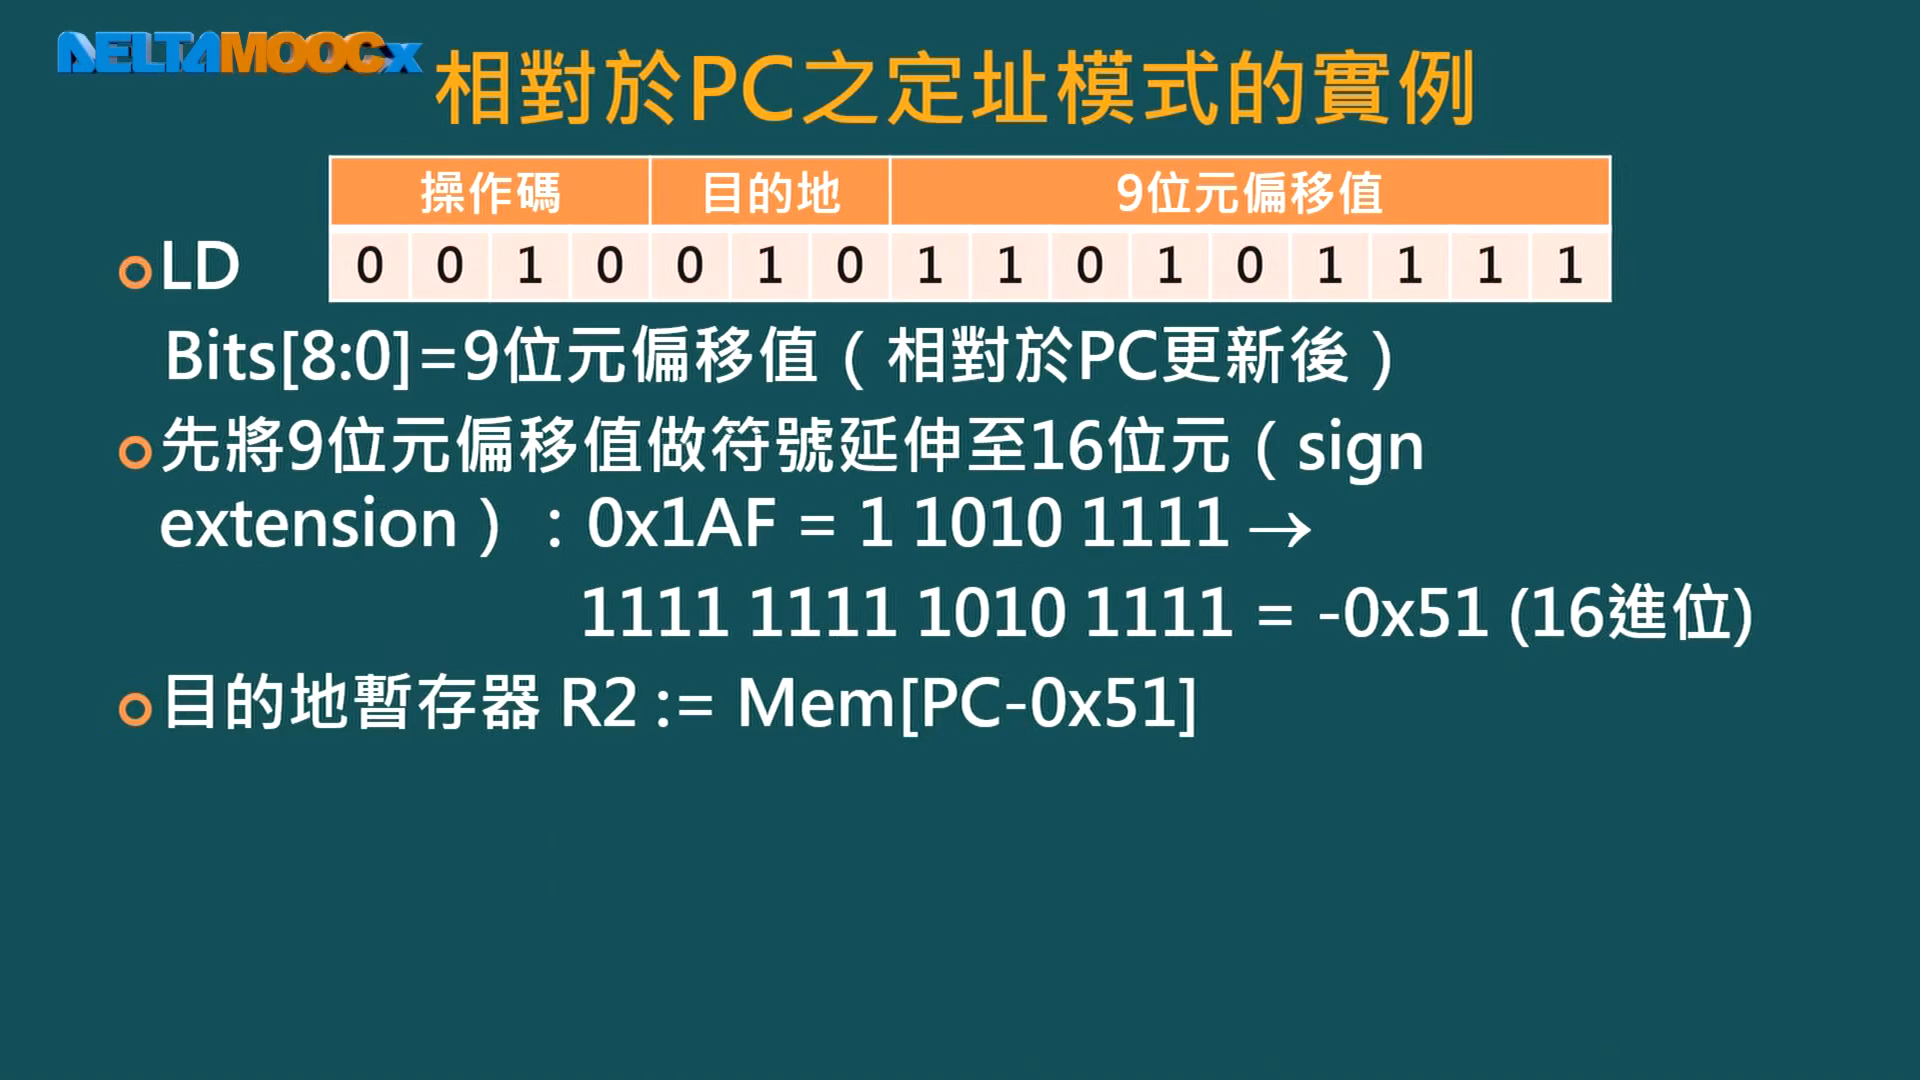 DELTAMOOCx
相對於PC之定址模式的實例
操作碼 目的地 9位元偏移值
LD 0 0 1 0 0 1 0 1 1 0 1 0 1 1 1 1
Bits[8:0]=9位元偏移值（相對於PC更新後）
先將9位元偏移值做符號延伸至16位元（sign
extension）：0x1AF = 1 1010 1111 →
1111 1111 1010 1111 = -0x51 (16進位)
目的地暫存器 R2 := Mem[PC-0x51]